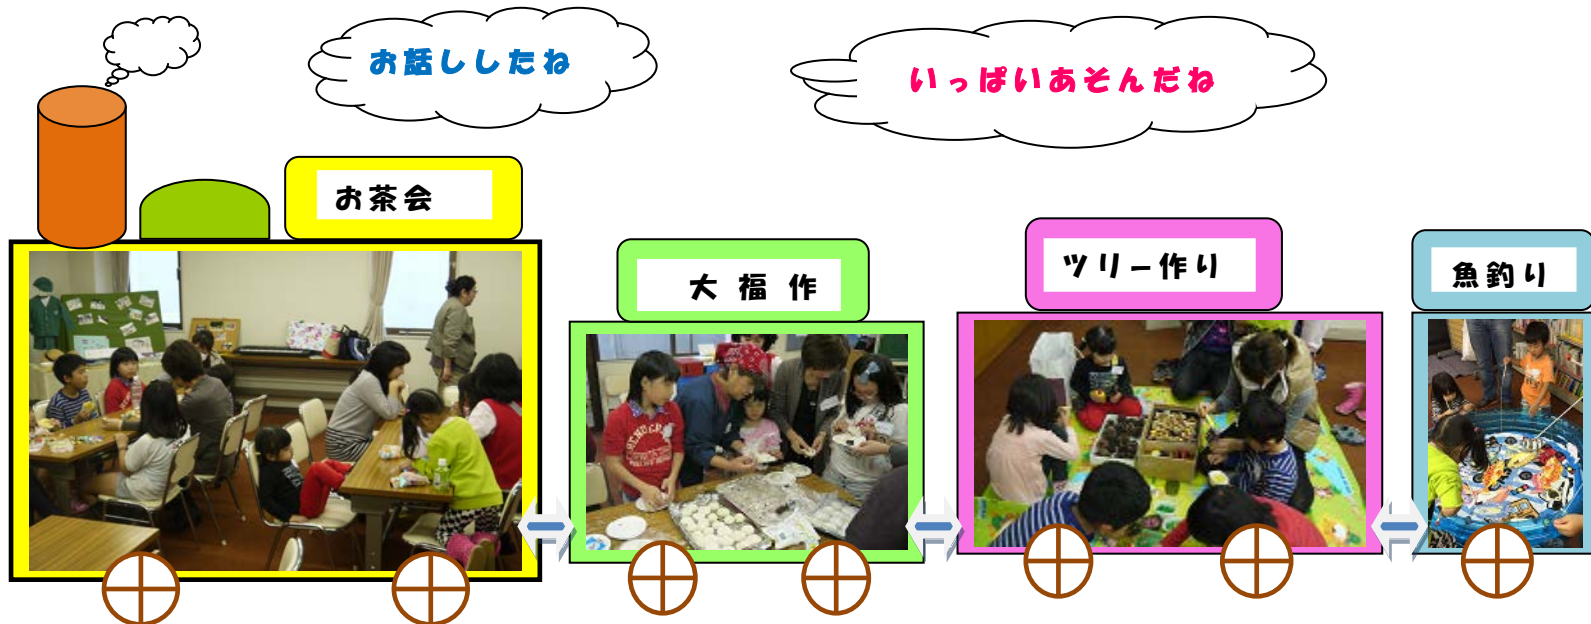 お話ししたね
いっぱいあそんだね
お茶会
大福作
ツリー作り
魚釣り